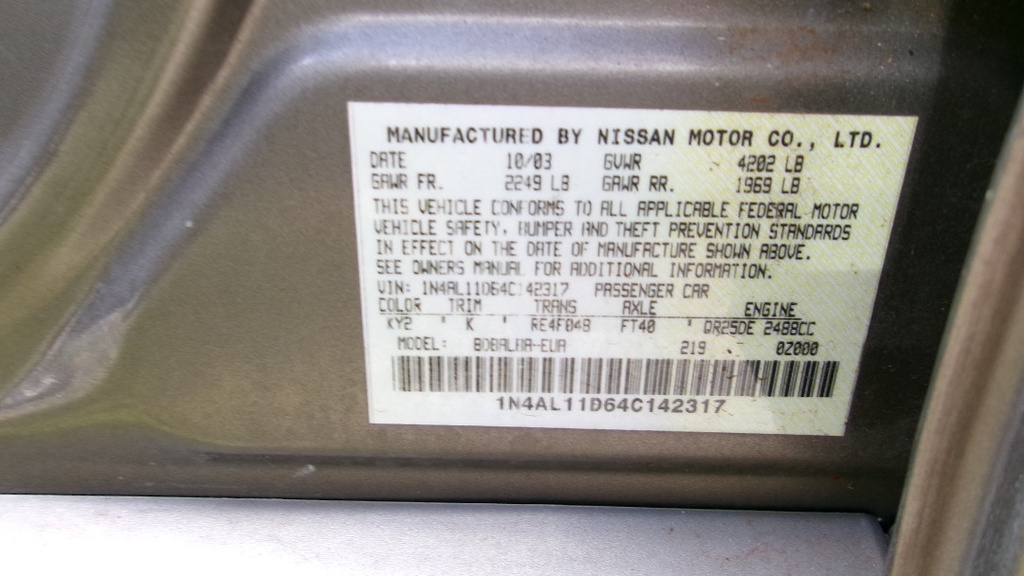 MANUFACTURED BY NISSAN MOTOR CO., LTD.
DATE 10/03 GVWR 4202 LB
GAWR FR. 2249 LB GAWR RR. 1969 LB
THIS VEHICLE CONFORMS TO ALL APPLICABLE FEDERAL MOTOR
VEHICLE SAFETY, BUMPER AND THEFT PREVENTION STANDARDS
IN EFFECT ON THE DATE OF MANUFACTURE SHOWN ABOVE.
SEE OWNERS MANUAL FOR ADDITIONAL INFORMATION.
VIN: 1N4AL11D64C142317 PASSENGER CAR
COLOR TRIM TRANS AXLE ENGINE
KY2 ' K ' RE4F04B FT40 ' QR25DE 2488CC
MODEL: 219 0Z000
1N4AL11D64C142317